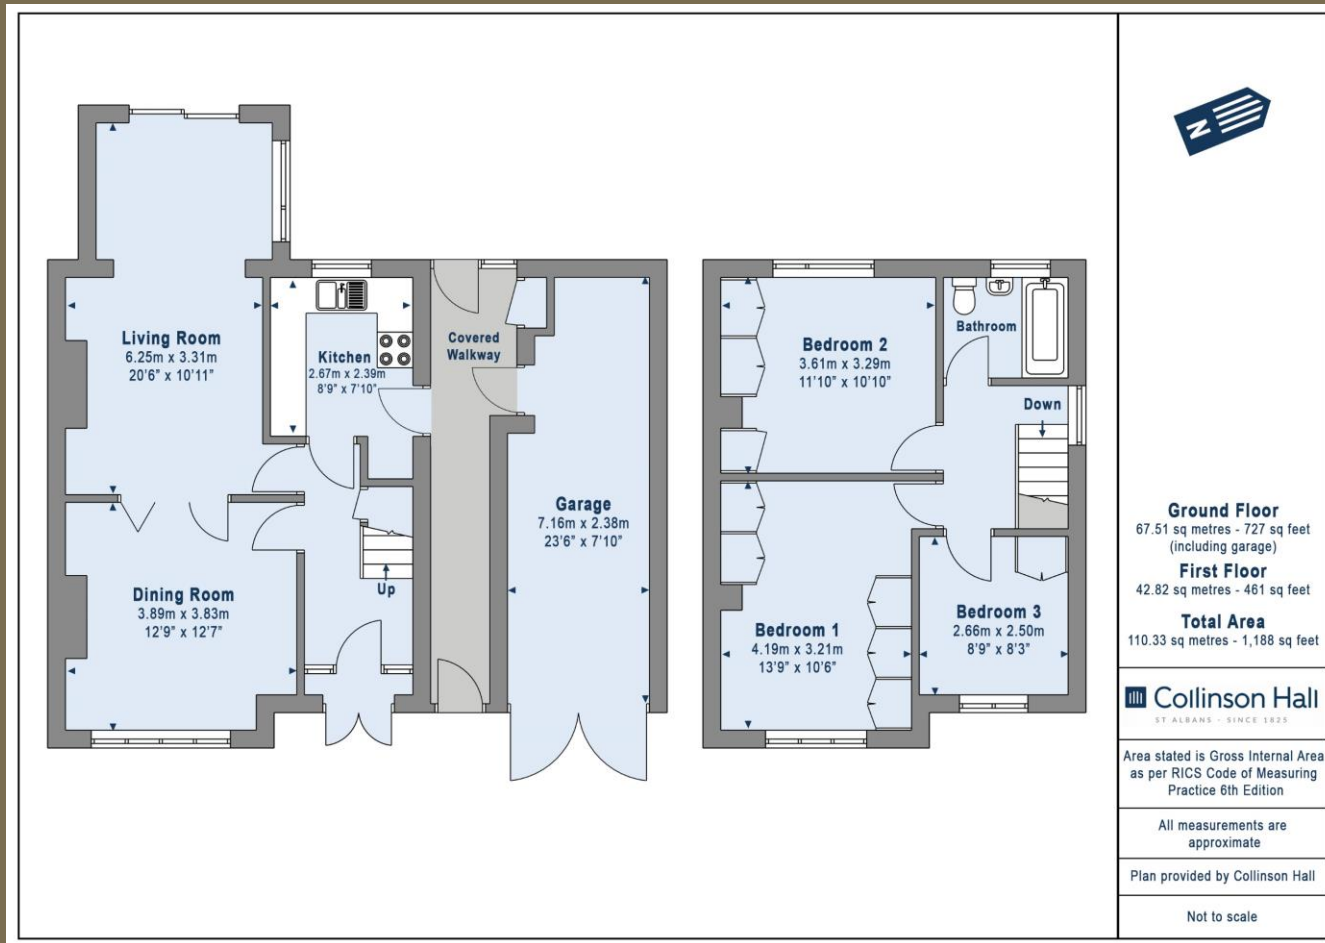 Living Room
6.25m x 3.31m
20'6" x 10'11"
Kitchen
2.67m x 2.39m
8'9" x 7'10"
Covered
Walkway
Garage
7.16m x 2.38m
23'6" x 7'10"
Dining Room
3.89m x 3.83m
12'9" x 12'7"
Up
Bedroom 2
3.61m x 3.29m
11'10" x 10'10"
Bathroom
Down
Bedroom 1
4.19m x 3.21m
13'9" x 10'6"
Bedroom 3
2.66m x 2.50m
8'9" x 8'3"
N
Ground Floor
67.51 sq metres - 727 sq feet
(including garage)
First Floor
42.82 sq metres - 461 sq feet
Total Area
110.33 sq metres - 1,188 sq feet
Collinson Hall
ST ALBANS - SINCE 1825
Area stated is Gross Internal Area
as per RICS Code of Measuring
Practice 6th Edition
All measurements are
approximate
Plan provided by Collinson Hall
Not to scale